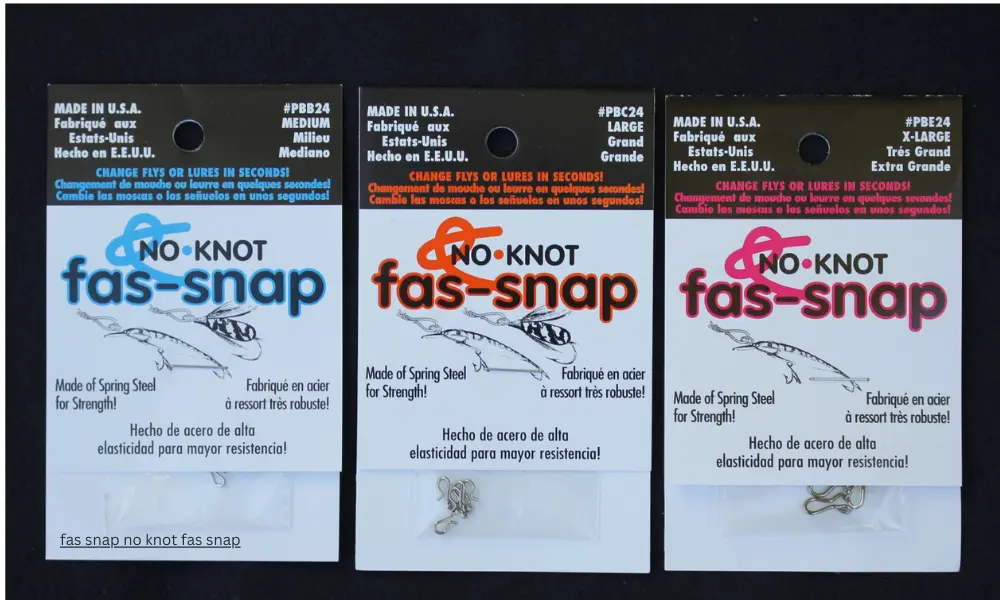 MADE IN U.S.A.
#PBB24
Fabriqué aux
MEDIUM
Estats-Unis
Milieu
Hecho en E.E.U.U.
Mediano
CHANGE FLYS OR LURES IN SECONDS!
Changement de mouche ou leurre en quelques secondes!
Cambie las moscas o los señuelos en unos segundos!
NO•KNOT
fas-snap
Made of Spring Steel
for Strength!
Fabriqué en acier
à ressort très robuste!
Hecho de acero de alta
elasticidad para mayor resistencia!
fas snap no knot fas snap
MADE IN U.S.A.
#PBC24
Fabriqué aux
LARGE
Estats-Unis
Grand
Hecho en E.E.U.U.
Grande
CHANGE FLYS OR LURES IN SECONDS!
Changement de mouche ou leurre en quelques secondes!
Cambie las moscas o los señuelos en unos segundos!
NO•KNOT
fas-snap
Made of Spring Steel
for Strength!
Fabriqué en acier
à ressort très robuste!
Hecho de acero de alta
elasticidad para mayor resistencia!
MADE IN U.S.A.
#PBE24
Fabriqué aux
X-LARGE
Estats-Unis
Trés Grand
Hecho en E.E.U.U.
Extra Grande
CHANGE FLYS OR LURES IN SECONDS!
Changement de mouche ou leurre en quelques secondes!
Cambie las moscas o los señuelos en unos segundos!
NO•KNOT
fas-snap
Made of Spring Steel
for Strength!
Fabriqué en acier
à ressort très robuste!
Hecho de acero de alta
elasticidad para mayor resistencia!